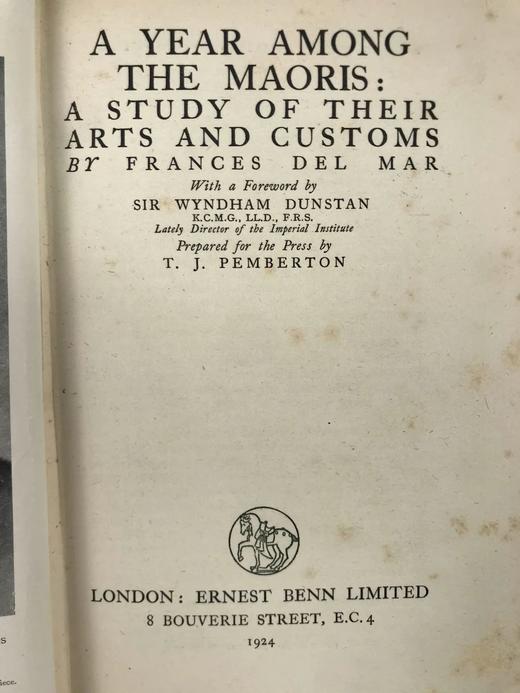 A YEAR AMONG
THE MAORIS:
A STUDY OF THEIR
ARTS AND CUSTOMS
BY FRANCES DEL MAR
With a Foreword by
SIR WYNDHAM DUNSTAN
K.C.M.G., LL.D., F.R.S.
Lately Director of the Imperial Institute
Prepared for the Press by
T. J. PEMBERTON
LONDON: ERNEST BENN LIMITED
8 BOUVERIE STREET, E.C. 4
1924